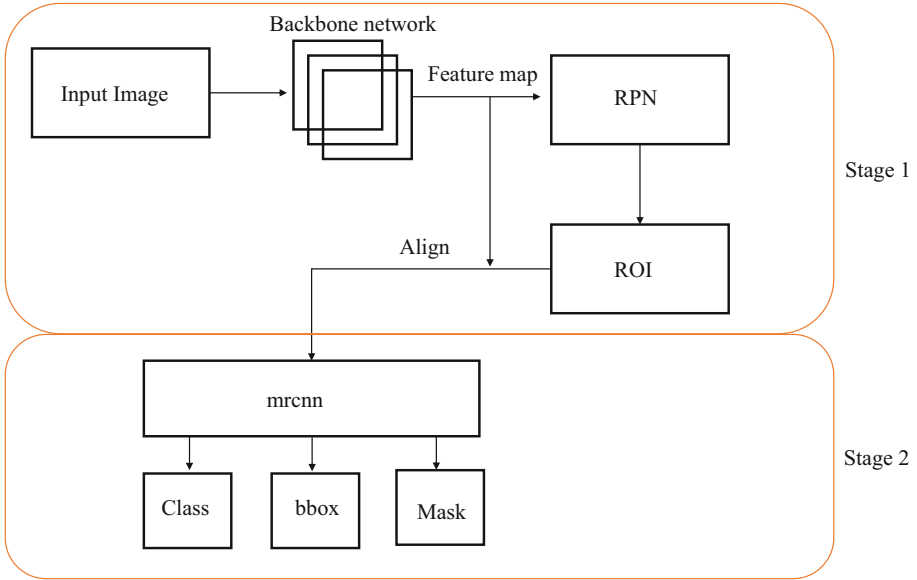 Backbone network
Input Image
Feature map
RPN
Stage 1
Align
ROI
mrcnn
Stage 2
Class
bbox
Mask